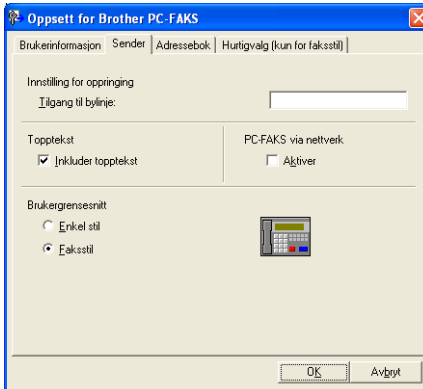 Oppsett for Brother PC-FAKS
Brukerinformasjon Sender Adressebok Hurtigvalg (kun for faksstil)
Innstilling for oppringing
Tilgang til bylinje:
Topptekst PC-FAKS via nettverk
Inkluder topptekst Aktiver
Brukergrensesnitt
Enkel stil
Faksstil
OK Avbryt